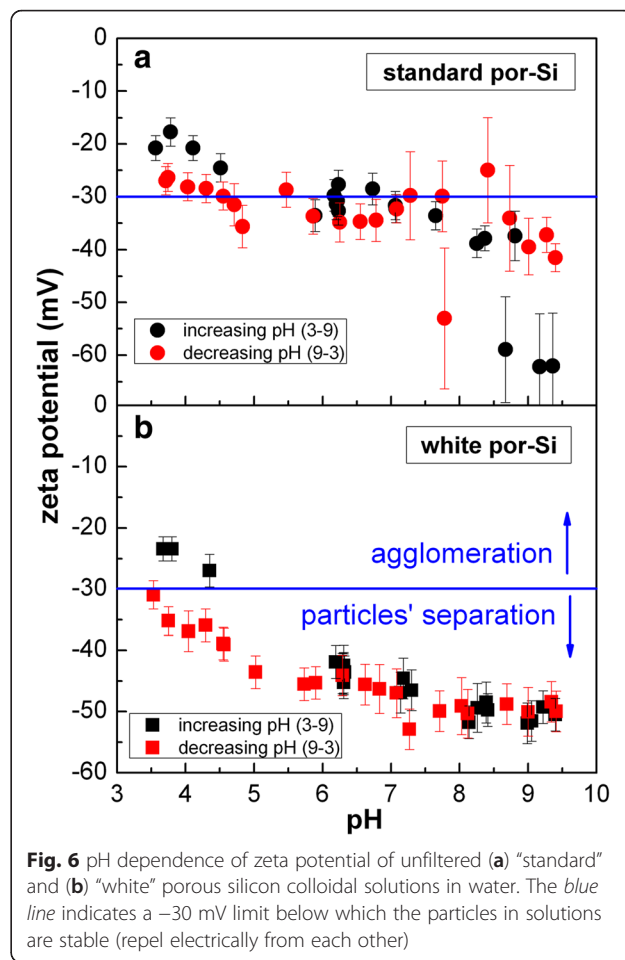 0
-10
-20
-30
-40
-50
-60
a
standard por-Si
increasing pH (3-9)
decreasing pH (9-3)
zeta potential (mV)
0
-10
-20
-30
-40
-50
-60
b
white por-Si
agglomeration
particles' separation
increasing pH (3-9)
decreasing pH (9-3)
3 4 5 6 7 8 9 10
pH
Fig. 6 pH dependence of zeta potential of unfiltered (a) “standard”
and (b) “white” porous silicon colloidal solutions in water. The blue
line indicates a −30 mV limit below which the particles in solutions
are stable (repel electrically from each other)